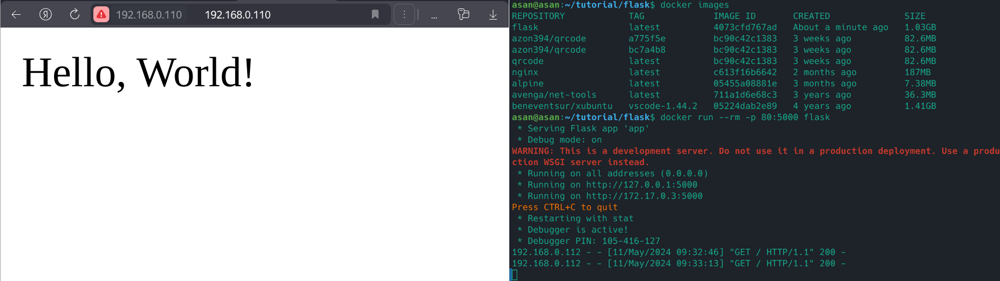 192.168.0.110 192.168.0.110 ...
Hello, World!
asan@asan:~/tutorial/flask$ docker images
REPOSITORY TAG IMAGE ID CREATED SIZE
flask latest 4073cfd767ad About a minute ago 1.03GB
azon394/qrcode a775f5e bc90c42c1383 3 weeks ago 82.6MB
azon394/qrcode bc7a4b8 bc90c42c1383 3 weeks ago 82.6MB
qrcode latest bc90c42c1383 3 weeks ago 82.6MB
nginx latest c613f16b6642 2 months ago 187MB
alpine latest 05455a08881e 3 months ago 7.38MB
avenga/net-tools latest 711a1d6e68c3 3 years ago 36.3MB
beneventsur/xubuntu vscode-1.44.2 05224dab2e89 4 years ago 1.41GB
asan@asan:~/tutorial/flask$ docker run --rm -p 80:5000 flask
* Serving Flask app 'app'
* Debug mode: on
WARNING: This is a development server. Do not use it in a production deployment. Use a produ
ction WSGI server instead.
* Running on all addresses (0.0.0.0)
* Running on http://127.0.0.1:5000
* Running on http://172.17.0.3:5000
Press CTRL+C to quit
* Restarting with stat
* Debugger is active!
* Debugger PIN: 105-416-127
192.168.0.112 - - [11/May/2024 09:32:46] "GET / HTTP/1.1" 200 -
192.168.0.112 - - [11/May/2024 09:33:13] "GET / HTTP/1.1" 200 -